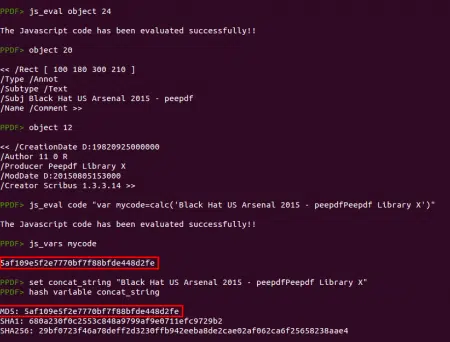 PPDF> js_eval object 24
The Javascript code has been evaluated successfully!!
PPDF> object 20
<< /Rect [ 100 180 300 210 ]
/Type /Annot
/Subtype /Text
/Subj Black Hat US Arsenal 2015 - peepdf
/Name /Comment >>
PPDF> object 12
<< /CreationDate D:19820925000000
/Author 11 0 R
/Producer Peepdf Library X
/ModDate D:20150805153000
/Creator Scribus 1.3.3.14 >>
PPDF> js_eval code "var mycode=calc('Black Hat US Arsenal 2015 - peepdfPeepdf Library X')"
The Javascript code has been evaluated successfully!!
PPDF> js_vars mycode
5af109e5f2e7770bf7f88bfde448d2fe
PPDF> set concat_string "Black Hat US Arsenal 2015 - peepdfPeepdf Library X"
PPDF> hash variable concat_string
MD5: 5af109e5f2e7770bf7f88bfde448d2fe
SHA1: 680a230f0c2553c848a9799af9e0711efc9729b2
SHA256: 29bf0723f46a78deff2d3230ffb942eeba8de2cae02af062ca6f25658238aae4